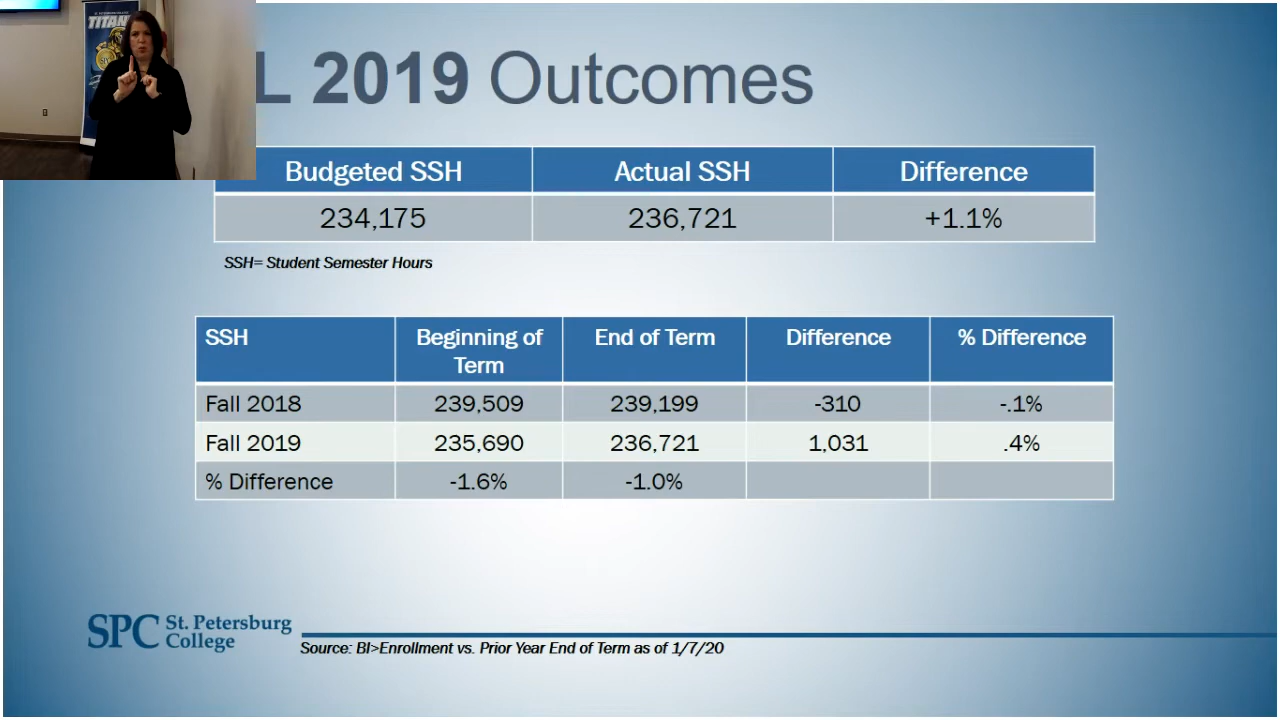 TITANS
L 2019 Outcomes
Budgeted SSH Actual SSH Difference
234,175 236,721 +1.1%
SSH= Student Semester Hours
SSH Beginning of Term End of Term Difference % Difference
Fall 2018 239,509 239,199 -310 -.1%
Fall 2019 235,690 236,721 1,031 .4%
% Difference -1.6% -1.0%
SPC St. Petersburg College
Source: BI>Enrollment vs. Prior Year End of Term as of 1/7/20